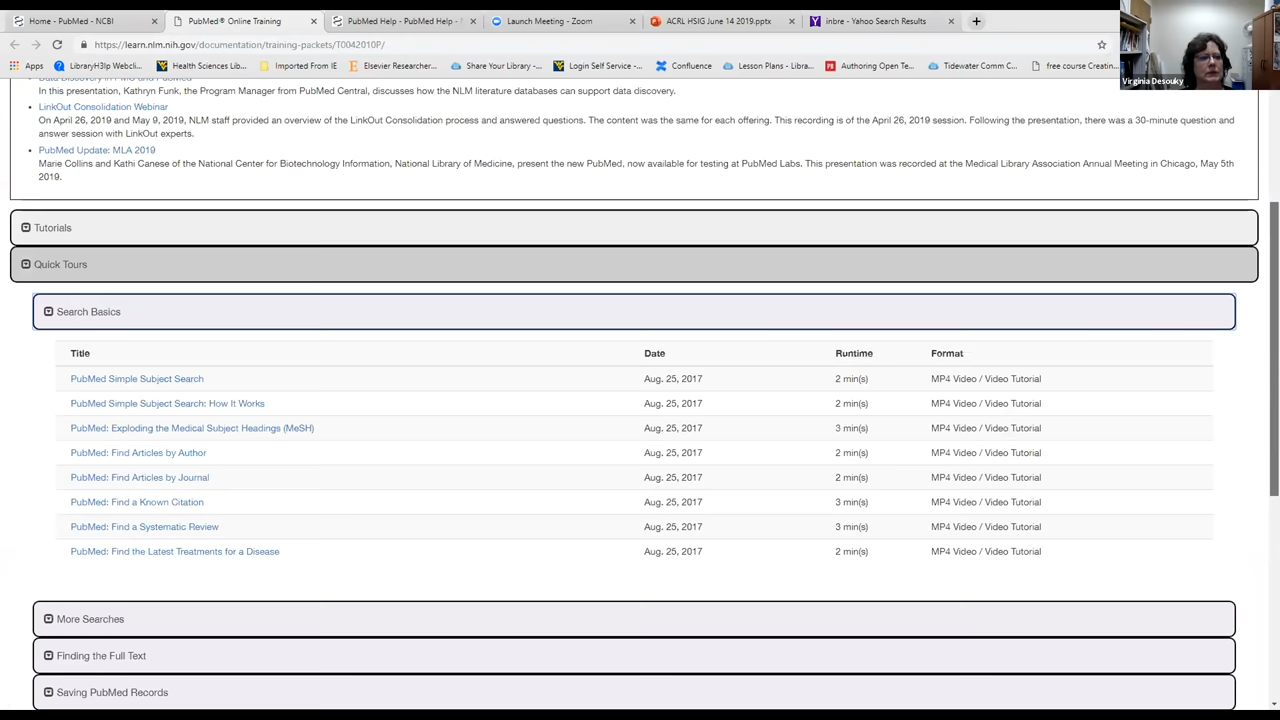 Home - PubMed - NCBI
PubMed® Online Training
PubMed Help - PubMed Help -
Launch Meeting - Zoom
ACRL HSIG June 14 2019.pptx
inbre - Yahoo Search Results
https://learn.nlm.nih.gov/documentation/training-packets/T0042010P/
Apps
LibraryH3lp Webcli...
Health Sciences Lib...
Imported From IE
Elsevier Researcher...
Share Your Library -...
Login Self Service -...
Confluence
Lesson Plans - Libra...
Authoring Open Te...
Tidewater Comm C...
free course Creatin
Virginia Desouky
Data Discovery in PMC and PubMed
In this presentation, Kathryn Funk, the Program Manager from PubMed Central, discusses how the NLM literature databases can support data discovery.
LinkOut Consolidation Webinar
On April 26, 2019 and May 9, 2019, NLM staff provided an overview of the LinkOut Consolidation process and answered questions. The content was the same for each offering. This recording is of the April 26, 2019 session. Following the presentation, there was a 30-minute question and
answer session with LinkOut experts.
PubMed Update: MLA 2019
Marie Collins and Kathi Canese of the National Center for Biotechnology Information, National Library of Medicine, present the new PubMed, now available for testing at PubMed Labs. This presentation was recorded at the Medical Library Association Annual Meeting in Chicago, May 5th
2019.
Tutorials
Quick Tours
Search Basics
Title Date Runtime Format
PubMed Simple Subject Search Aug. 25, 2017 2 min(s) MP4 Video / Video Tutorial
PubMed Simple Subject Search: How It Works Aug. 25, 2017 2 min(s) MP4 Video / Video Tutorial
PubMed: Exploding the Medical Subject Headings (MeSH) Aug. 25, 2017 3 min(s) MP4 Video / Video Tutorial
PubMed: Find Articles by Author Aug. 25, 2017 2 min(s) MP4 Video / Video Tutorial
PubMed: Find Articles by Journal Aug. 25, 2017 2 min(s) MP4 Video / Video Tutorial
PubMed: Find a Known Citation Aug. 25, 2017 3 min(s) MP4 Video / Video Tutorial
PubMed: Find a Systematic Review Aug. 25, 2017 3 min(s) MP4 Video / Video Tutorial
PubMed: Find the Latest Treatments for a Disease Aug. 25, 2017 2 min(s) MP4 Video / Video Tutorial
More Searches
Finding the Full Text
Saving PubMed Records